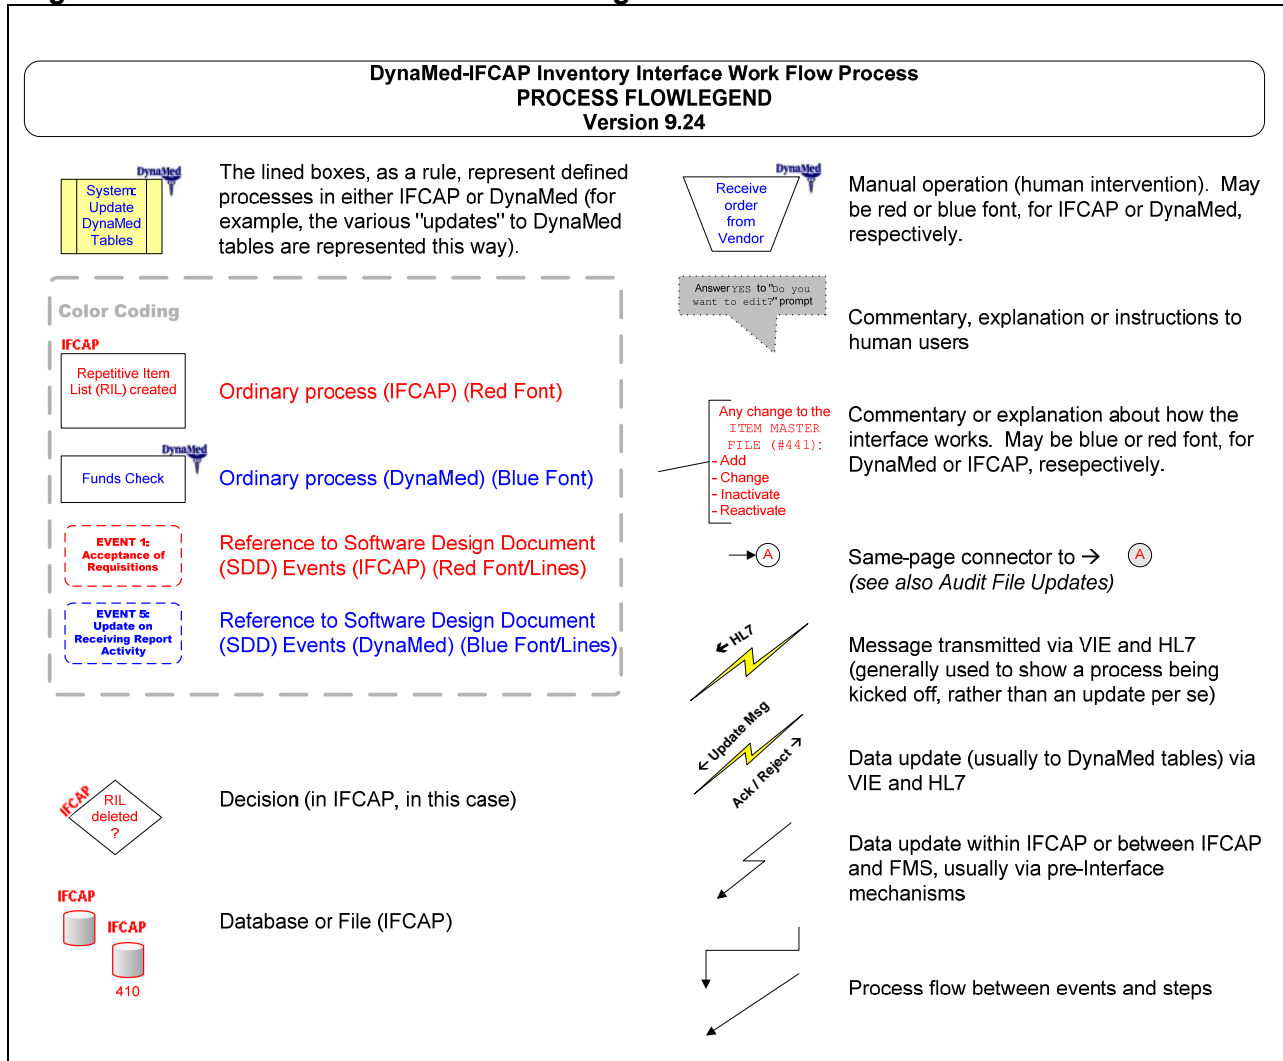 DynaMed-IFCAP Inventory Interface Work Flow Process
PROCESS FLOWLEGEND
Version 9.24
DynaMed
System:
Update
DynaMed
Tables
The lined boxes, as a rule, represent defined
processes in either IFCAP or DynaMed (for
example, the various "updates" to DynaMed
tables are represented this way).
Color Coding
IFCAP
Repetitive Item
List (RIL) created
Ordinary process (IFCAP) (Red Font)
DynaMed
Funds Check
Ordinary process (DynaMed) (Blue Font)
EVENT 1:
Acceptance of
Requisitions
Reference to Software Design Document
(SDD) Events (IFCAP) (Red Font/Lines)
EVENT 5:
Update on
Receiving Report
Activity
Reference to Software Design Document
(SDD) Events (DynaMed) (Blue Font/Lines)
IFCAP
RIL
deleted
?
Decision (in IFCAP, in this case)
IFCAP
IFCAP
410
Database or File (IFCAP)
DynaMed
Receive
order
from
Vendor
Manual operation (human intervention). May
be red or blue font, for IFCAP or DynaMed,
respectively.
Answer YES to "Do you
want to edit?" prompt
Commentary, explanation or instructions to
human users
Any change to the
ITEM MASTER
FILE (#441):
- Add
- Change
- Inactivate
- Reactivate
Commentary or explanation about how the
interface works. May be blue or red font, for
DynaMed or IFCAP, resepectively.
A
Same-page connector to → A
(see also Audit File Updates)
← HL7
Message transmitted via VIE and HL7
(generally used to show a process being
kicked off, rather than an update per se)
← Update Msg
Ack / Reject →
Data update (usually to DynaMed tables) via
VIE and HL7
Data update within IFCAP or between IFCAP
and FMS, usually via pre-Interface
mechanisms
Process flow between events and steps